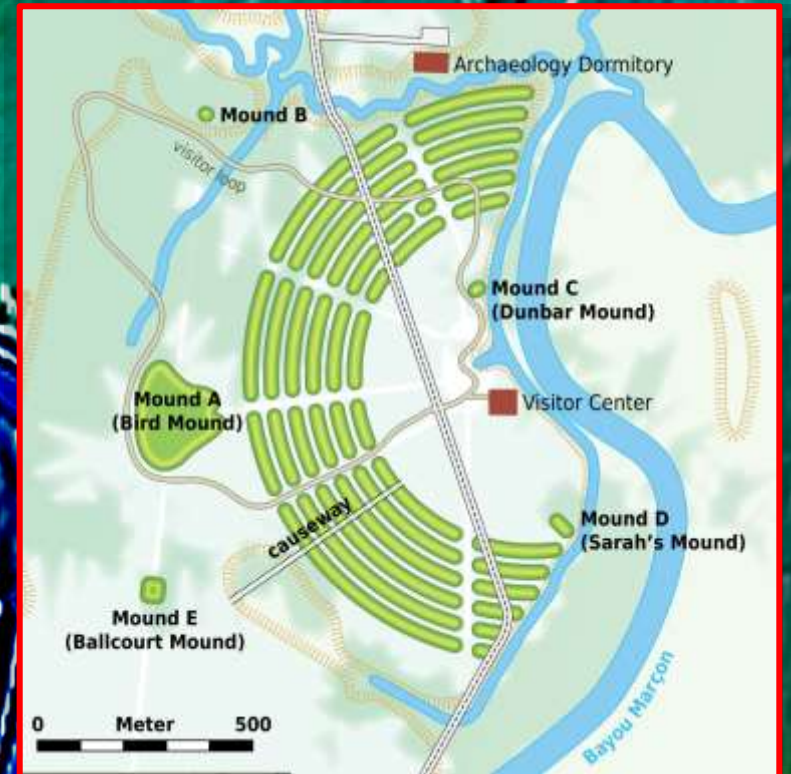 Archaeology Dormitory
Mound B
visitor loop
Mound C
(Dunbar Mound)
Mound A
(Bird Mound)
Visitor Center
causeway
Mound D
(Sarah's Mound)
Mound E
(Ballcourt Mound)
0 Meter 500
Bayou Marçon